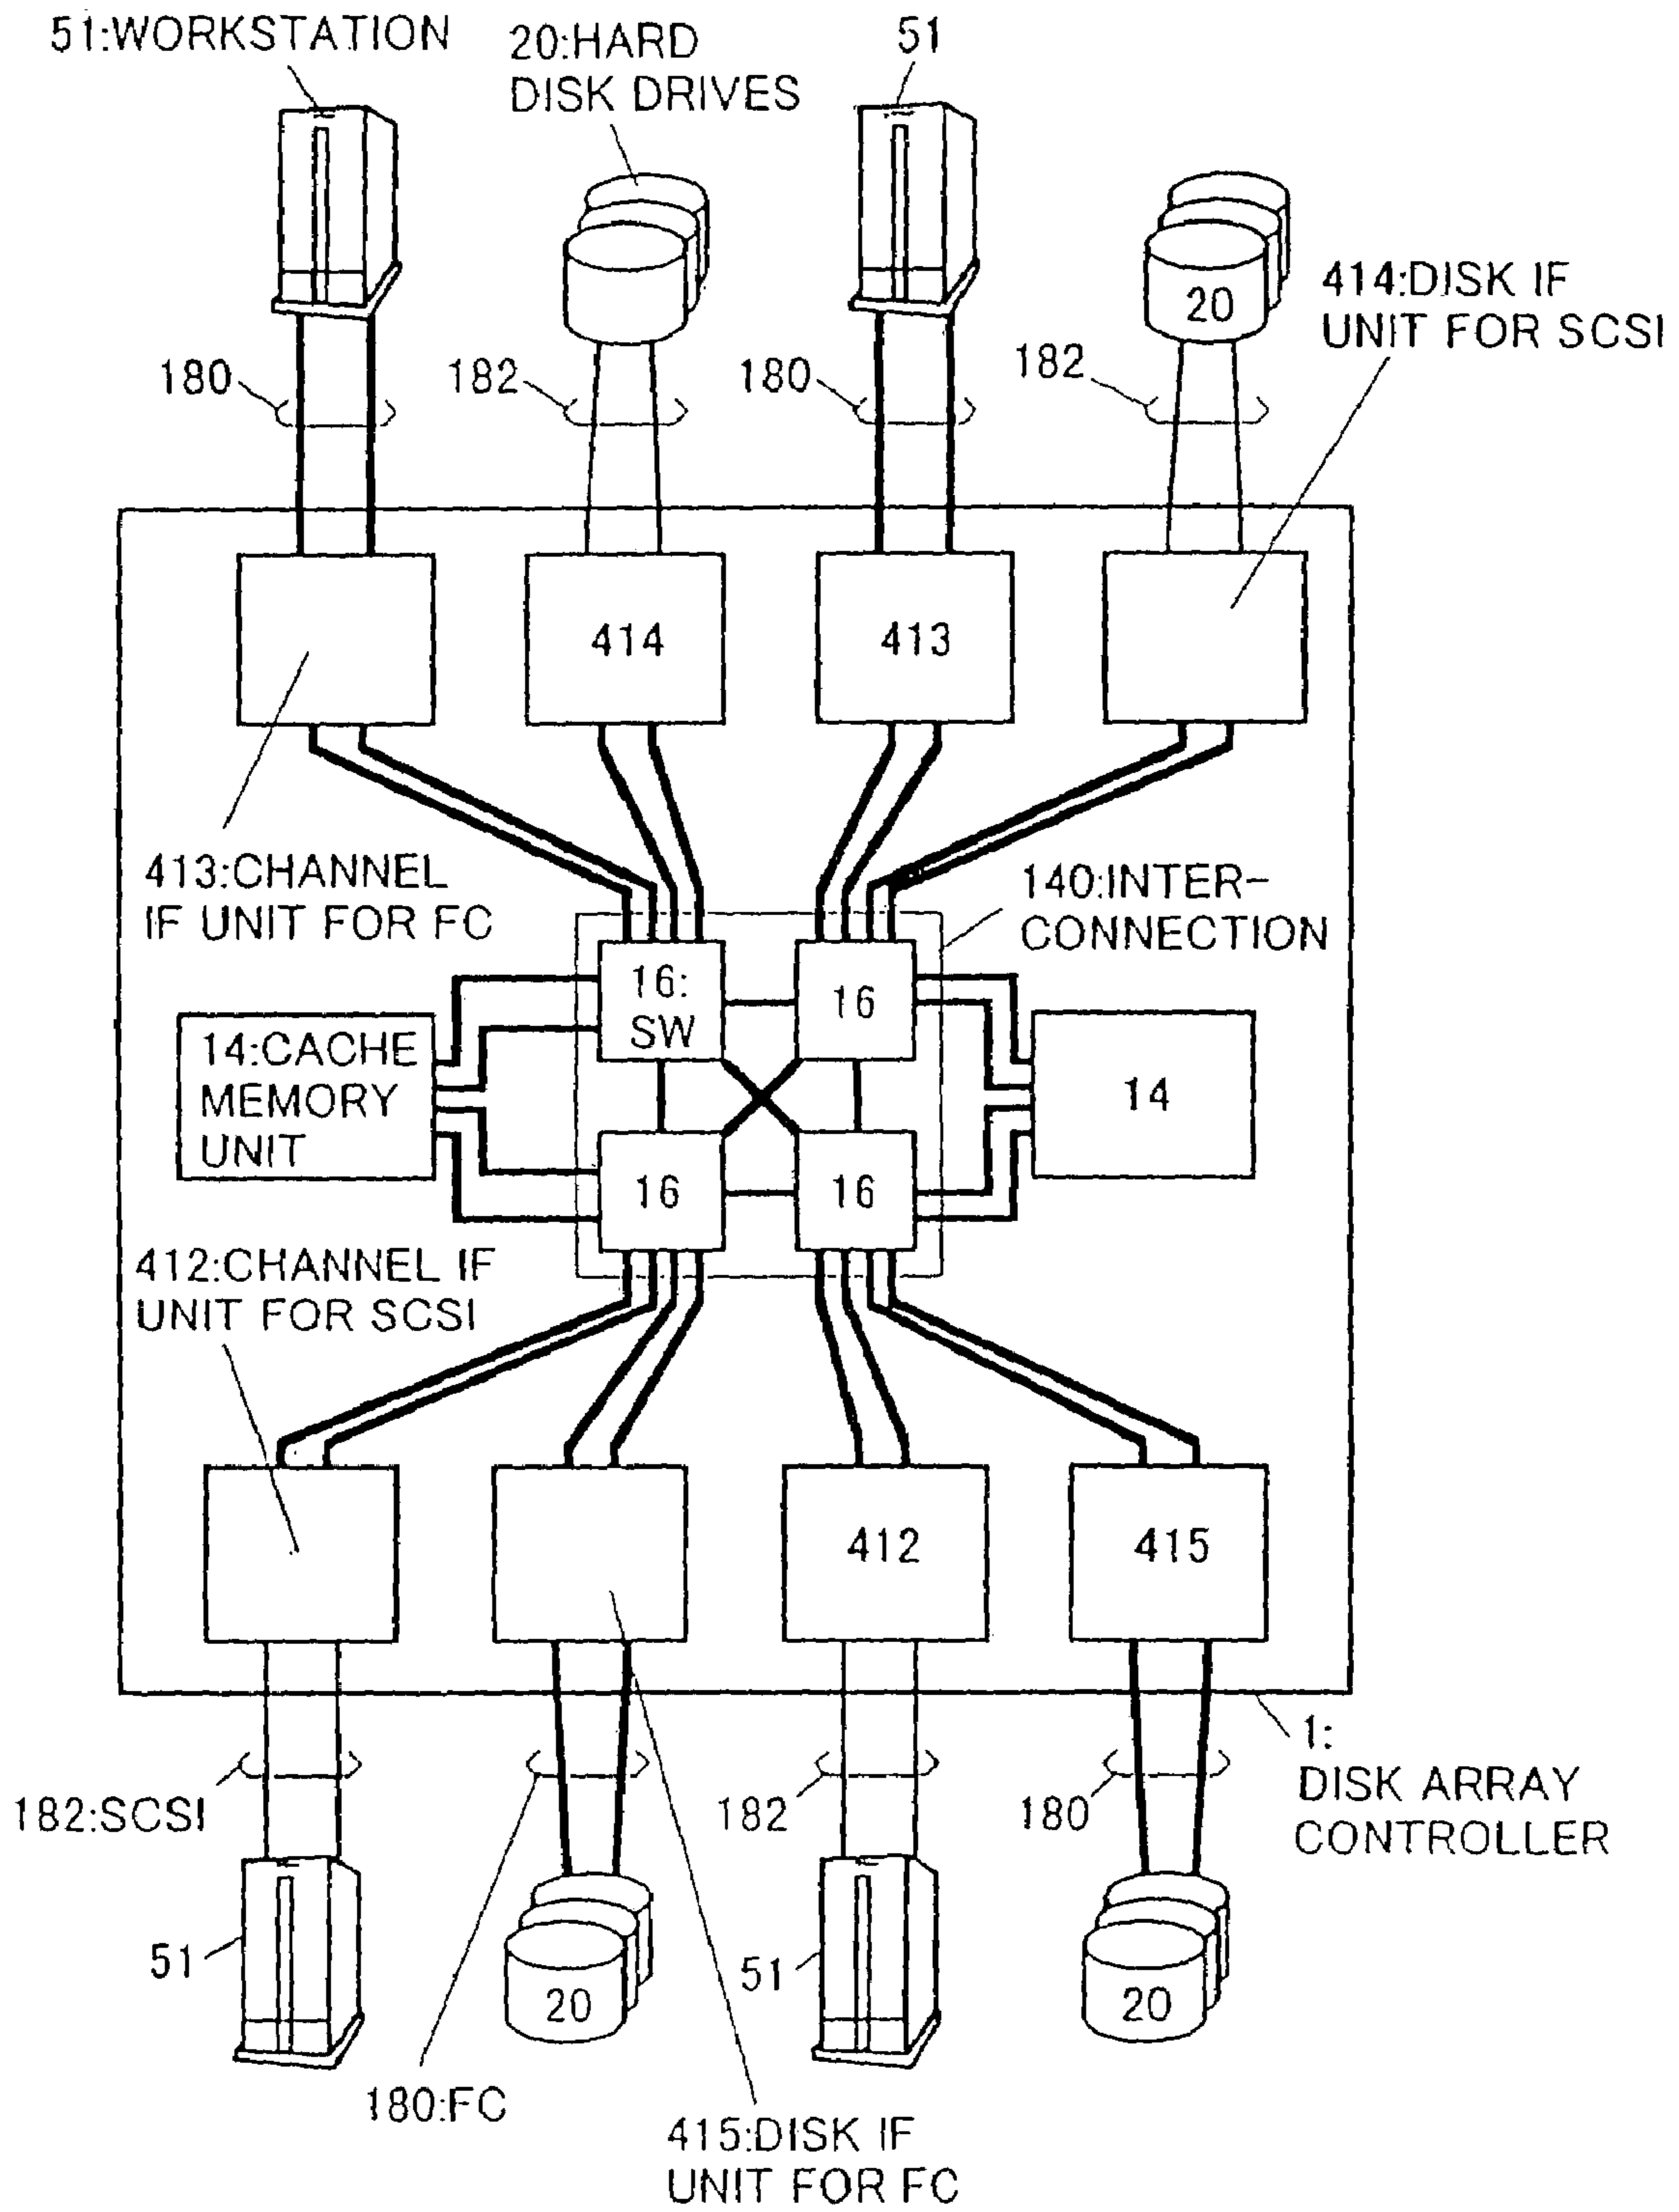 51:WORKSTATION
20:HARD
DISK DRIVES
51
20
414:DISK IF
UNIT FOR SCSI
180
182
180
182
414
413
413:CHANNEL
IF UNIT FOR FC
140:INTER-
CONNECTION
16:
SW
16
14:CACHE
MEMORY
UNIT
14
16
16
412:CHANNEL IF
UNIT FOR SCSI
412
415
1:
DISK ARRAY
CONTROLLER
182:SCSI
182
180
51
20
51
20
180:FC
415:DISK IF
UNIT FOR FC